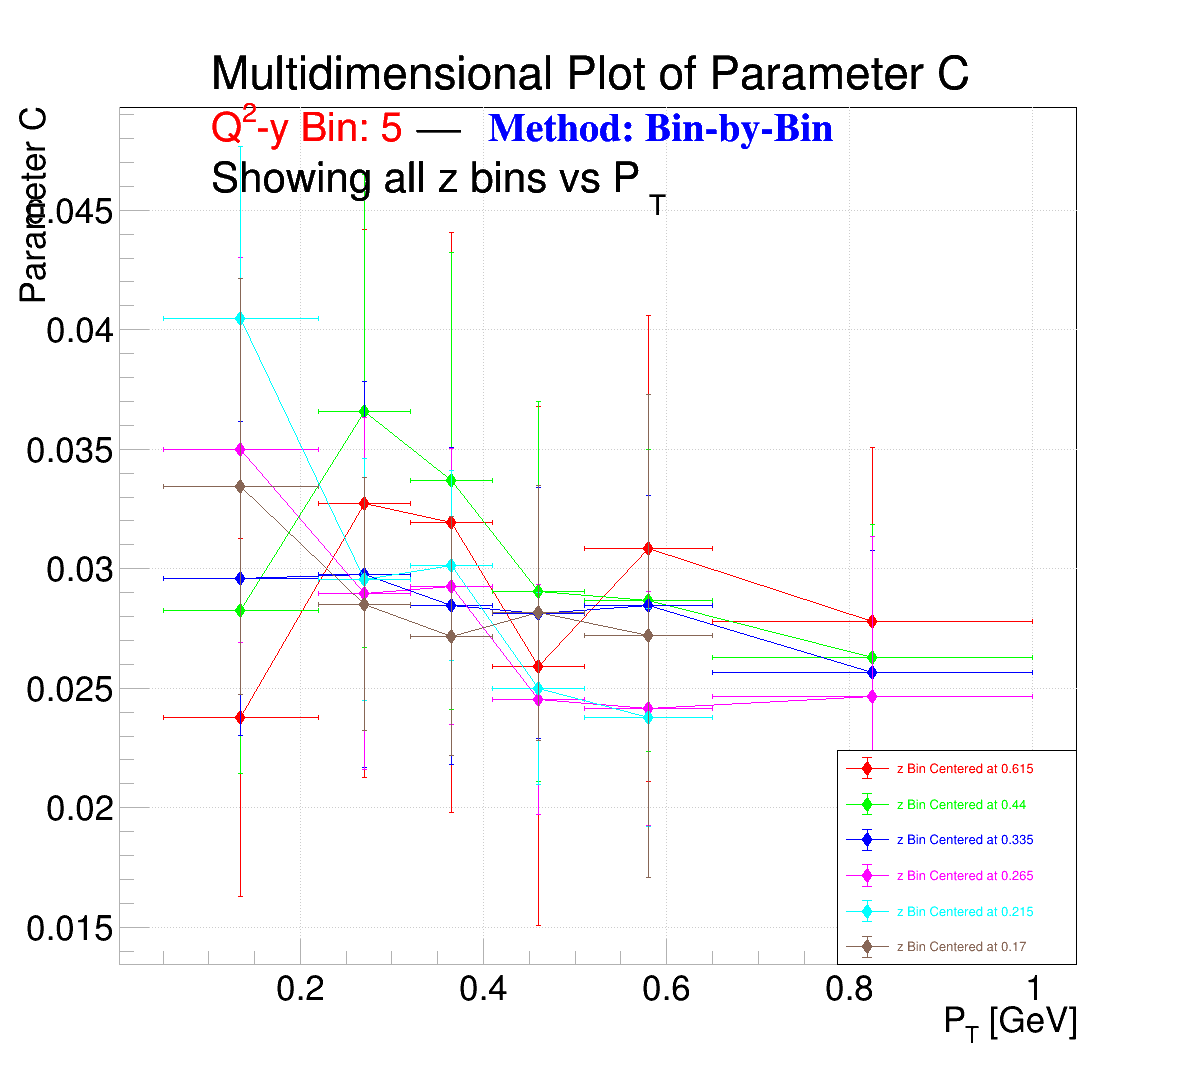 Multidimensional Plot of Parameter C
Q²-y Bin: 5 — Method: Bin-by-Bin
Showing all z bins vs P_T
Parameter C
0.045
0.04
0.035
0.03
0.025
0.02
0.015
0.2 0.4 0.6 0.8 1
P_T [GeV]
z Bin Centered at 0.615
z Bin Centered at 0.44
z Bin Centered at 0.335
z Bin Centered at 0.265
z Bin Centered at 0.215
z Bin Centered at 0.17